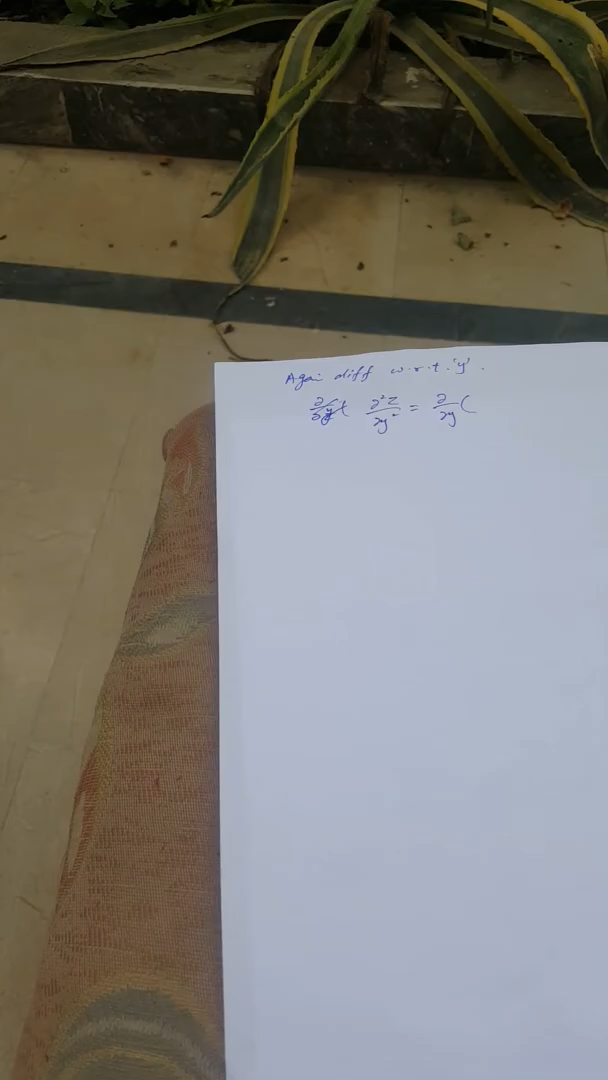 Again diff w.r.t. 'y'.
∂²z/∂y² = ∂/∂y (